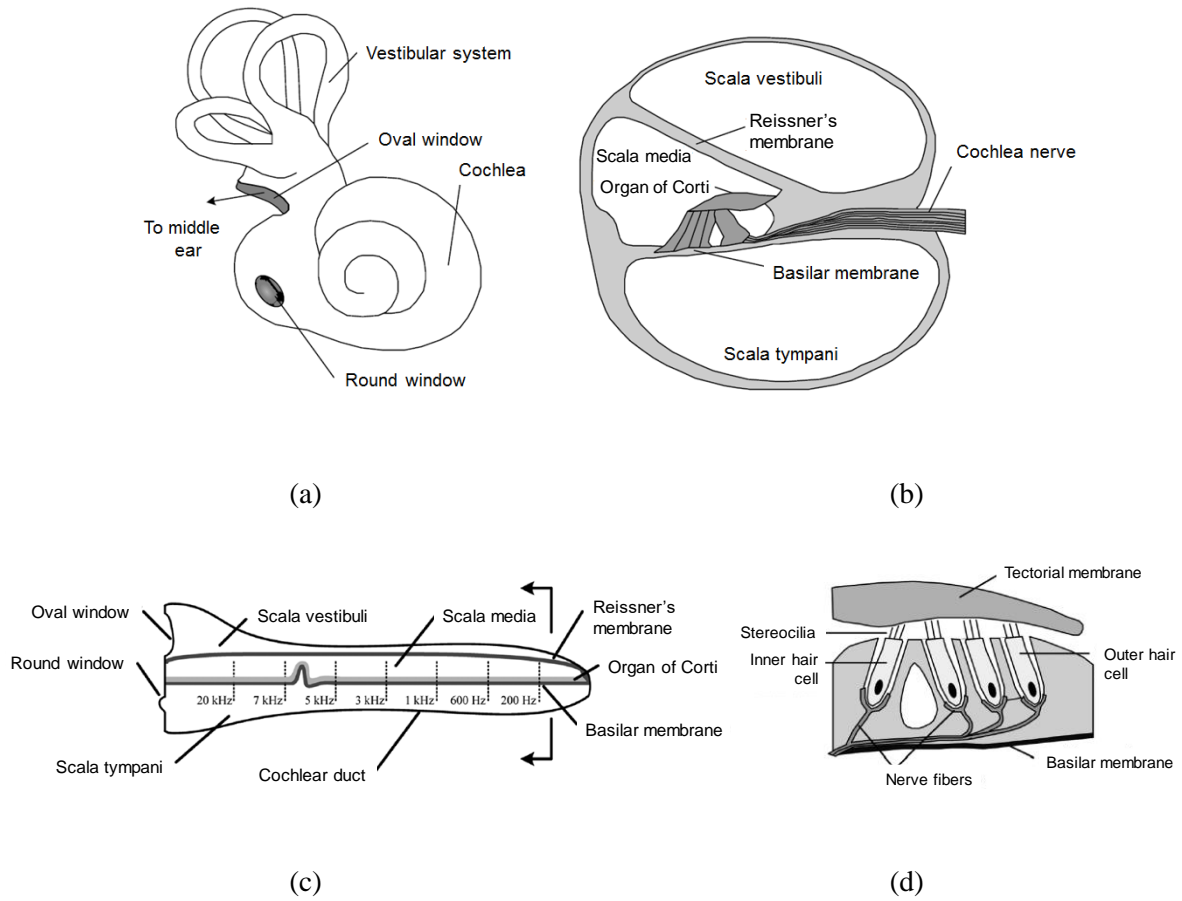 Vestibular system
Oval window
Cochlea
To middle
ear
Round window
(a)
Scala vestibuli
Reissner's
membrane
Scala media
Cochlea nerve
Organ of Corti
Basilar membrane
Scala tympani
(b)
Oval window
Scala vestibuli
Scala media
Reissner's
membrane
Round window
Organ of Corti
20 kHz
7 kHz
5 kHz
3 kHz
1 kHz
600 Hz
200 Hz
Basilar membrane
Scala tympani
Cochlear duct
(c)
Tectorial membrane
Stereocilia
Inner hair
cell
Outer hair
cell
Nerve fibers
Basilar membrane
(d)